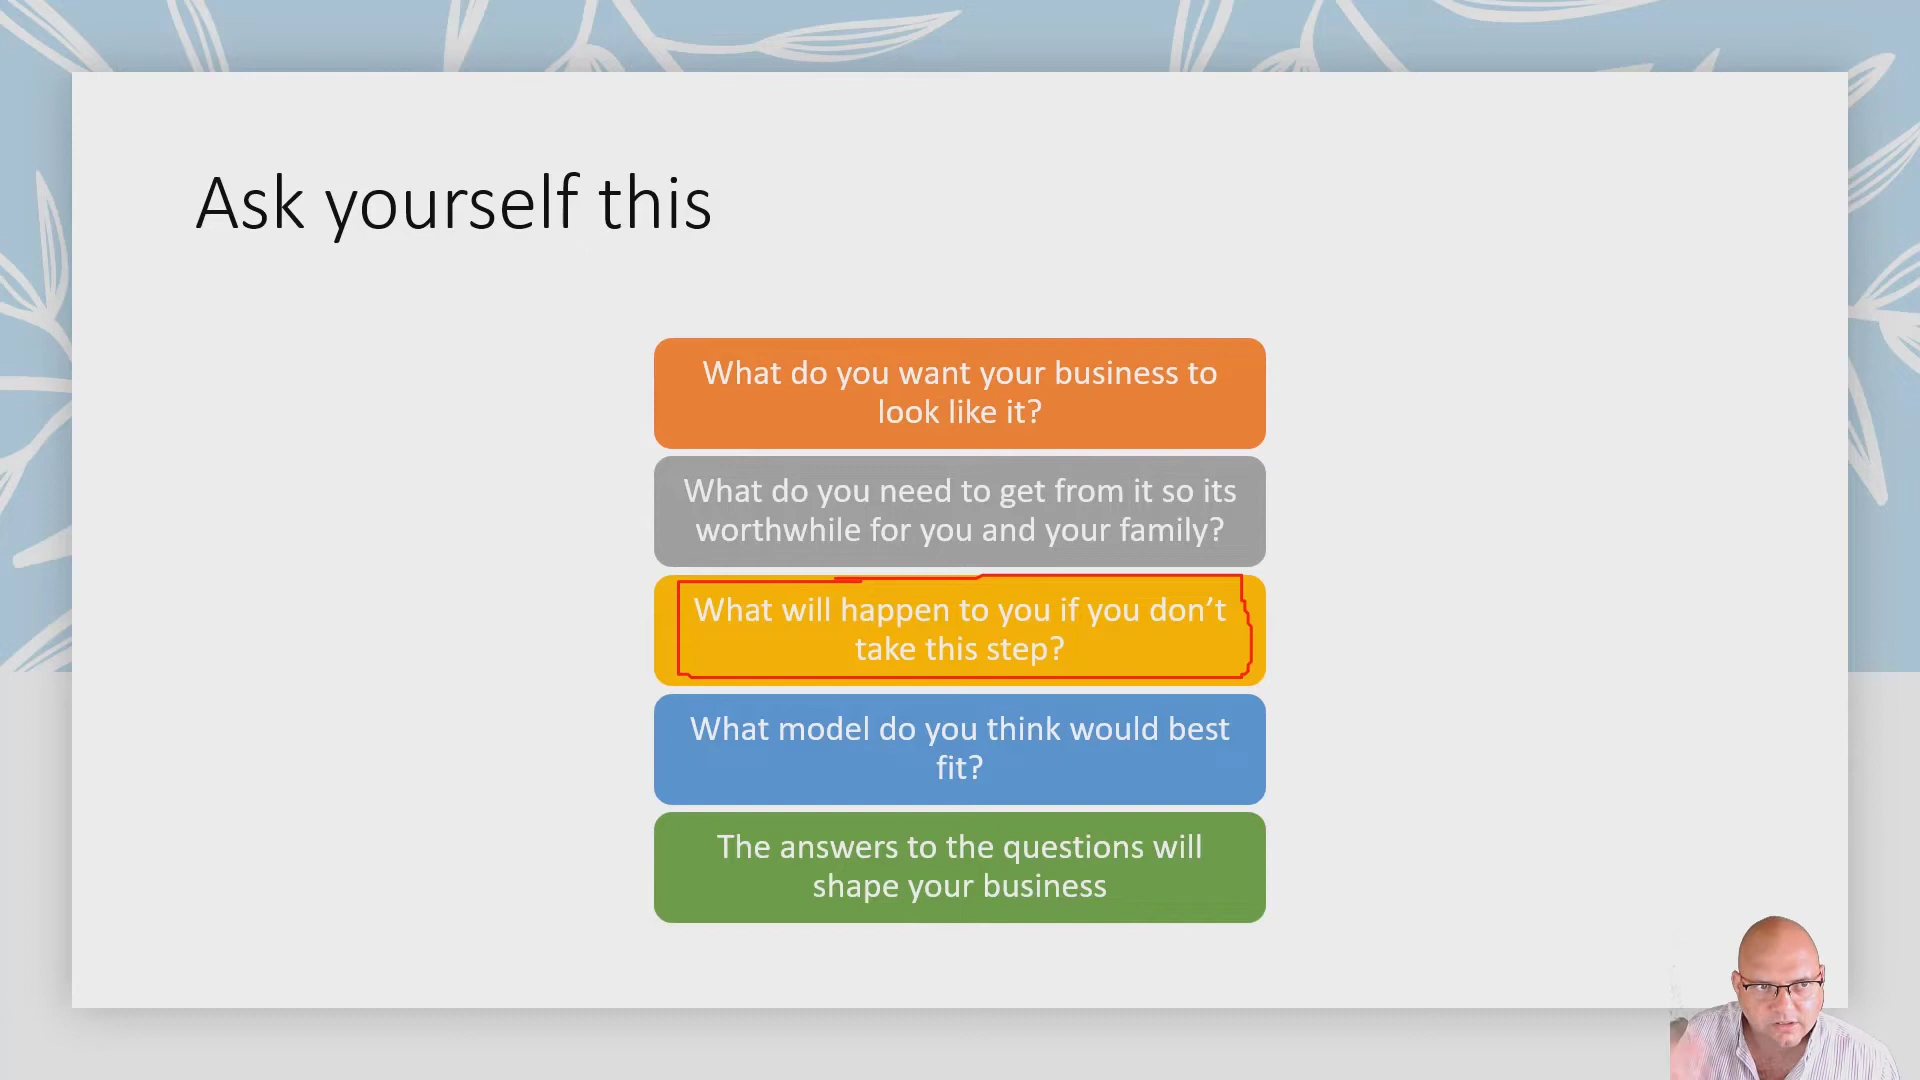 Ask yourself this
What do you want your business to
look like it?
What do you need to get from it so its
worthwhile for you and your family?
What will happen to you if you don’t
take this step?
What model do you think would best
fit?
The answers to the questions will
shape your business